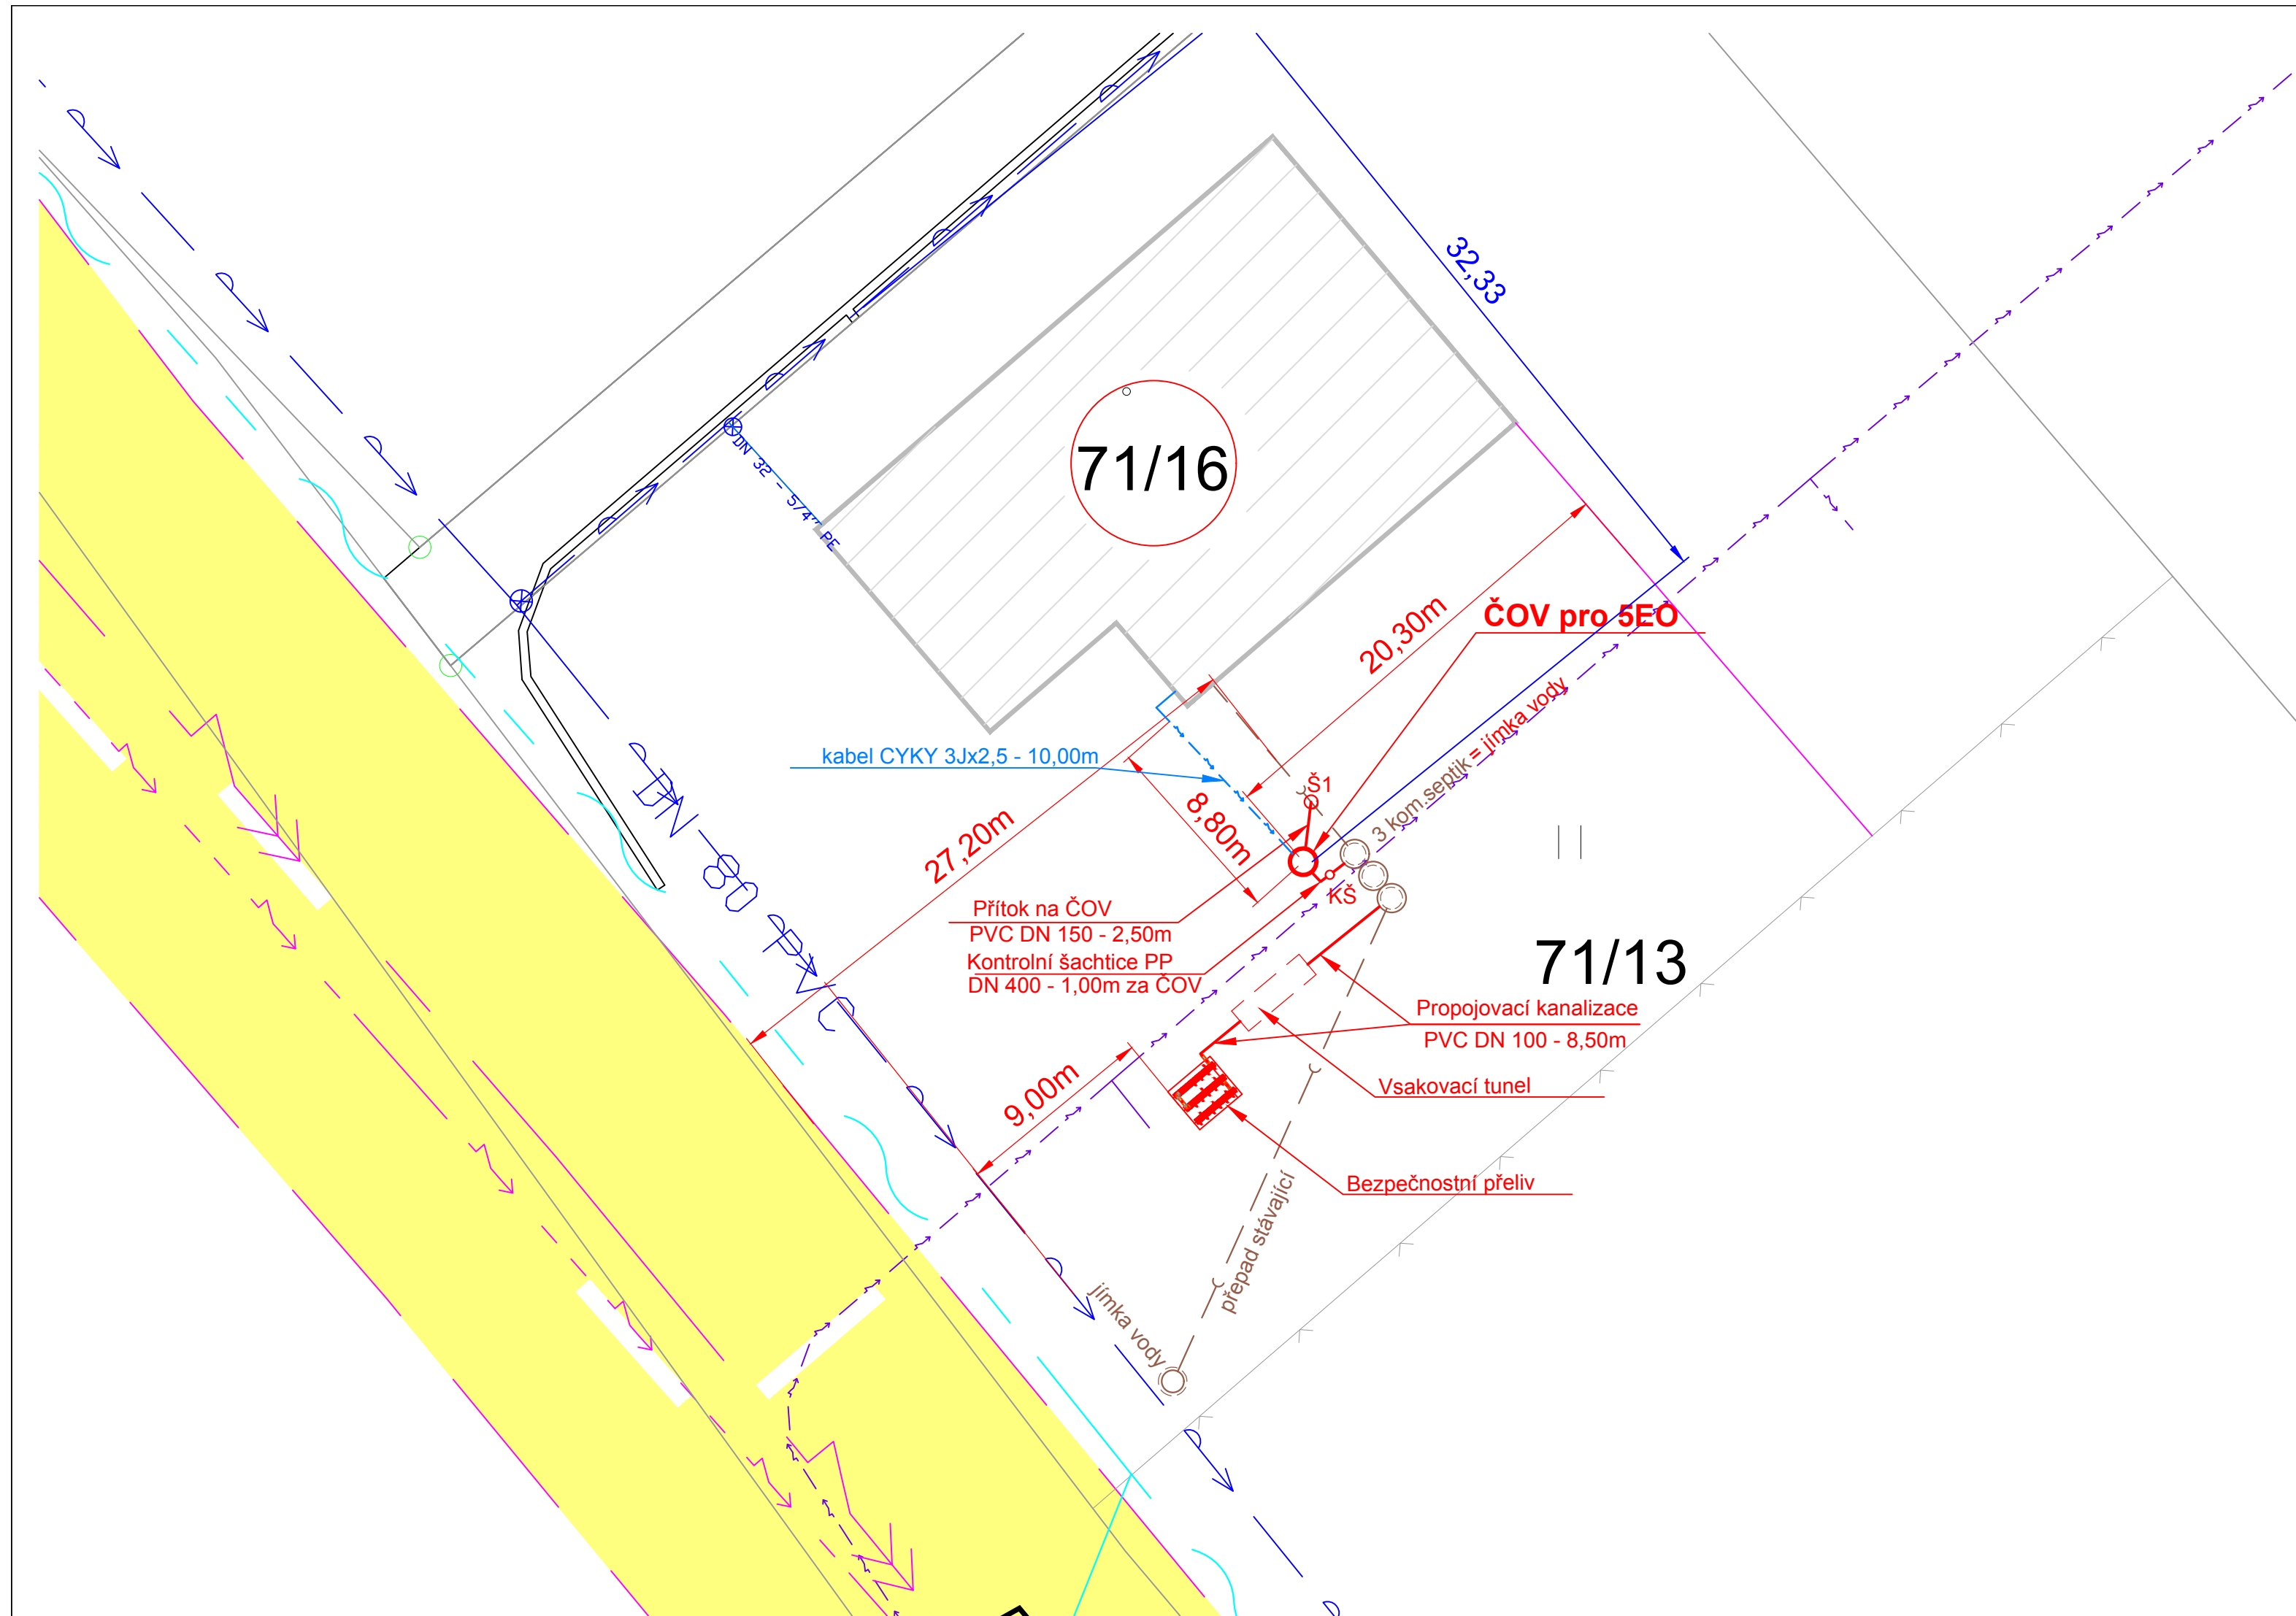 32,33
71/16
DN 32 - 5/4" PE
20,30m
ČOV pro 5EO
kabel CYKY 3Jx2,5 - 10,00m
3 kom.septik = jímka vody
Š1
8,80m
27,20m
DN 80 PVC
KŠ
Přítok na ČOV
PVC DN 150 - 2,50m
Kontrolní šachtice PP
DN 400 - 1,00m za ČOV
71/13
Propojovací kanalizace
PVC DN 100 - 8,50m
Vsakovací tunel
9,00m
Bezpečnostní přeliv
přepad stávající
jímka vody